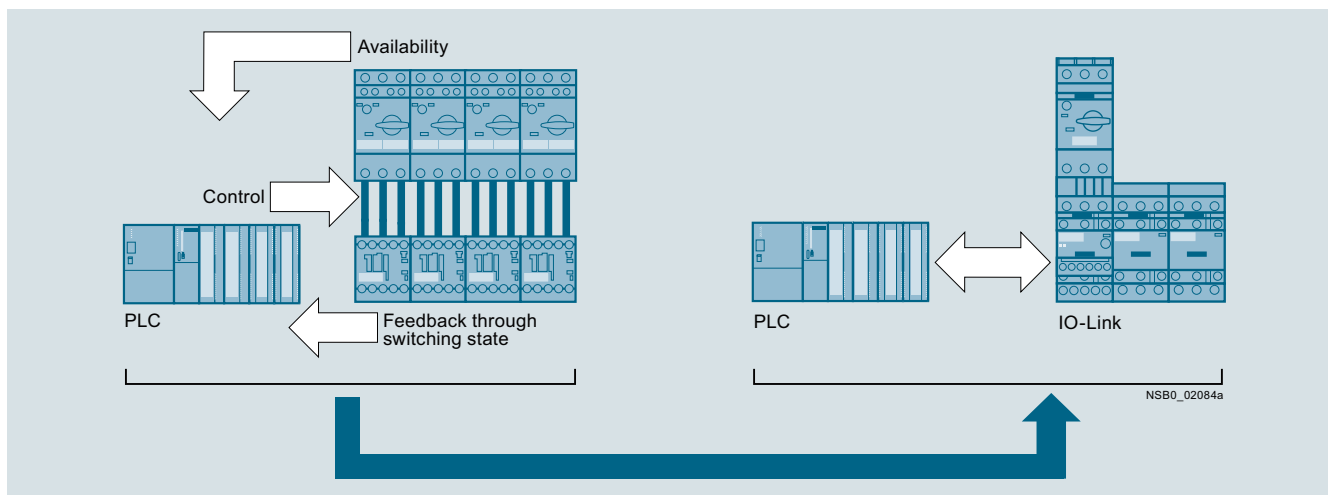 Availability
Control
PLC
Feedback through
switching state
PLC
IO-Link
NSB0_02084a